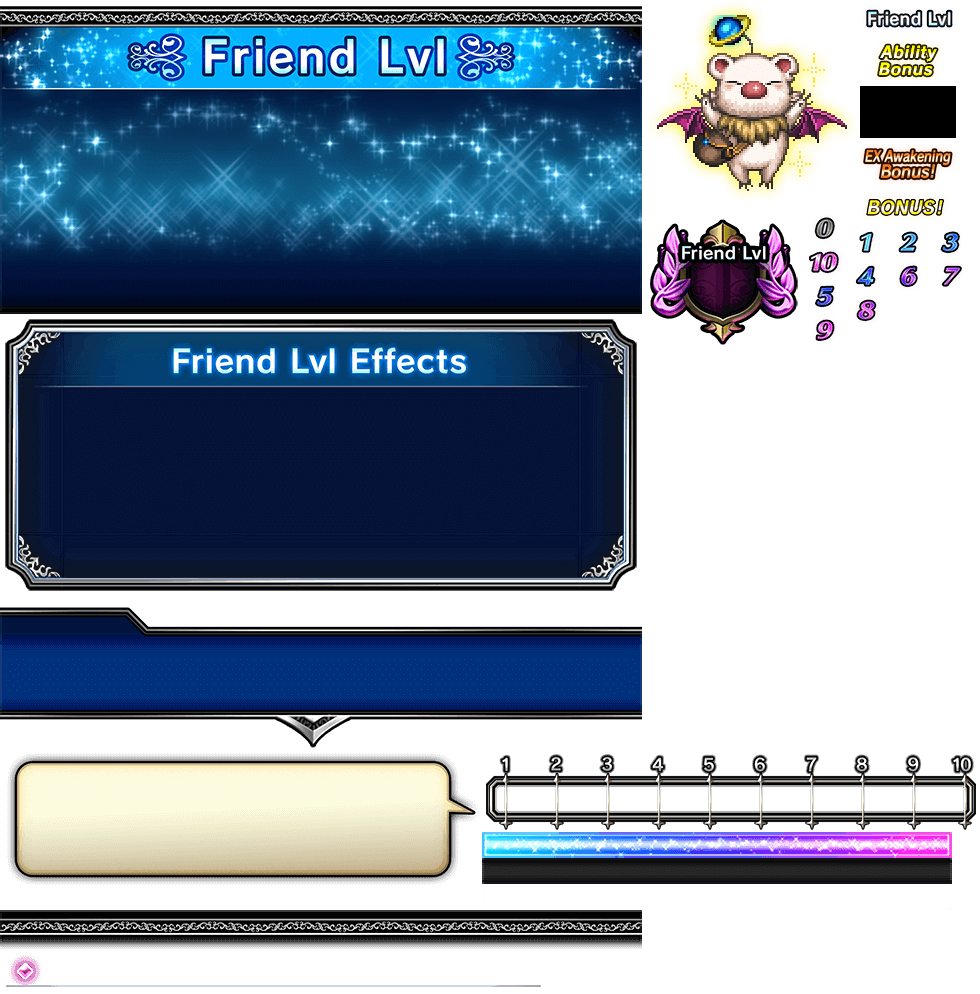 Friend Lvl
Friend Lvl
Ability
Bonus
EX Awakening
Bonus!
BONUS!
Friend Lvl
0
1 2 3
10
4 6 7
5
8
9
Friend Lvl Effects
1 2 3 4 5 6 7 8 9 10